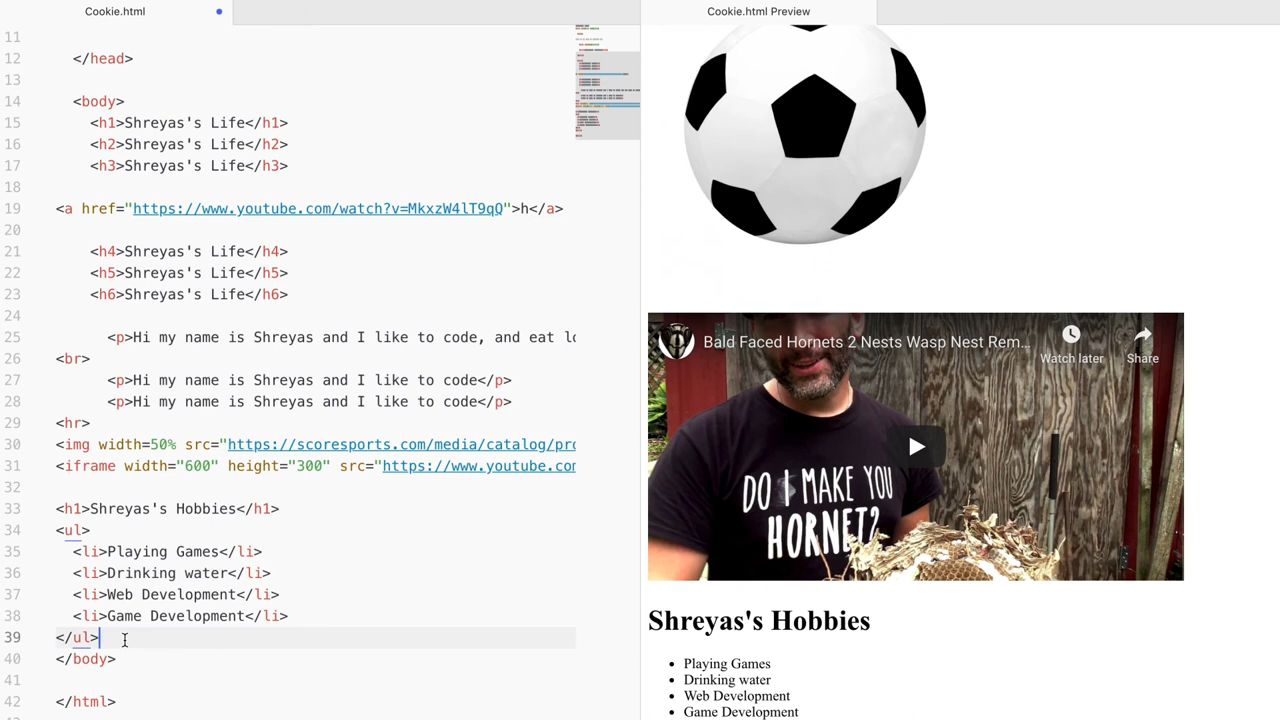 Cookie.html
11
12 </head>
13
14 <body>
15 <h1>Shreyas's Life</h1>
16 <h2>Shreyas's Life</h2>
17 <h3>Shreyas's Life</h3>
18
19 <a href="https://www.youtube.com/watch?v=MkxzW4lT9qQ">h</a>
20
21 <h4>Shreyas's Life</h4>
22 <h5>Shreyas's Life</h5>
23 <h6>Shreyas's Life</h6>
24
25 <p>Hi my name is Shreyas and I like to code, and eat lo
26 <br>
27 <p>Hi my name is Shreyas and I like to code</p>
28 <p>Hi my name is Shreyas and I like to code</p>
29 <hr>
30 <img width=50% src="https://scoresports.com/media/catalog/pro
31 <iframe width="600" height="300" src="https://www.youtube.com
32
33 <h1>Shreyas's Hobbies</h1>
34 <ul>
35 <li>Playing Games</li>
36 <li>Drinking water</li>
37 <li>Web Development</li>
38 <li>Game Development</li>
39 </ul>
40 </body>
41
42 </html>
Cookie.html Preview
Bald Faced Hornets 2 Nests Wasp Nest Rem...
Watch later
Share
DO I MAKE YOU
HORNET?
Shreyas's Hobbies
• Playing Games
• Drinking water
• Web Development
• Game Development